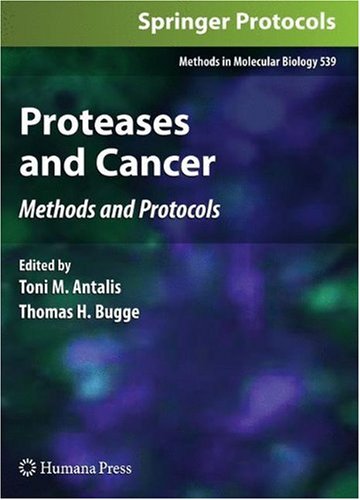 Springer Protocols
Methods in Molecular Biology 539
Proteases
and Cancer
Methods and Protocols
Edited by
Toni M. Antalis
Thomas H. Bugge
Humana Press